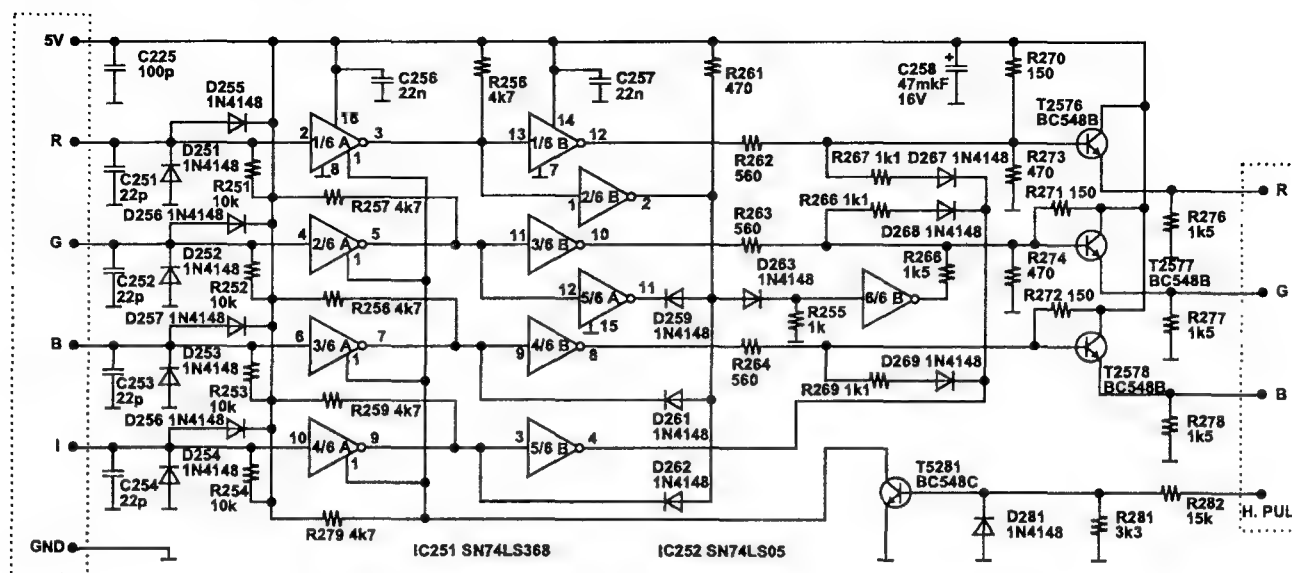 5V
C225
100p
D255
1N4148
16
C256
22n
R256
4k7
14
C257
22n
R261
470
+
C258
47mkF
16V
R270
150
T2576
BC548B
R
2
1/6 A
3
1
8
13
1/6 B
12
7
R262
560
R267 1k1
D267 1N4148
R273
470
R271 150
R
C251
22p
D251
1N4148
R251
10k
D256 1N4148
R257 4k7
1
2/6 B
2
R263
560
R266 1k1
D268 1N4148
R276
1k5
G
4
2/6 A
5
1
11
3/6 B
10
R266
1k5
R274
470
R272 150
T2577
BC548B
G
C252
22p
D252
1N4148
R252
10k
D257 1N4148
R256 4k7
12
5/6 A
11
15
D259
1N4148
D263
1N4148
R255
1k
6/6 B
R277
1k5
B
6
3/6 A
7
1
9
4/6 B
8
R264
560
D269 1N4148
R269 1k1
T2578
BC548B
B
C253
22p
D253
1N4148
R253
10k
D256 1N4148
R259 4k7
D261
1N4148
R278
1k5
I
10
4/6 A
9
1
3
5/6 B
4
D262
1N4148
C254
22p
D254
1N4148
R254
10k
T5281
BC548C
R282
15k
H. PUL
R279 4k7
D281
1N4148
R281
3k3
GND
IC251 SN74LS368
IC252 SN74LS05